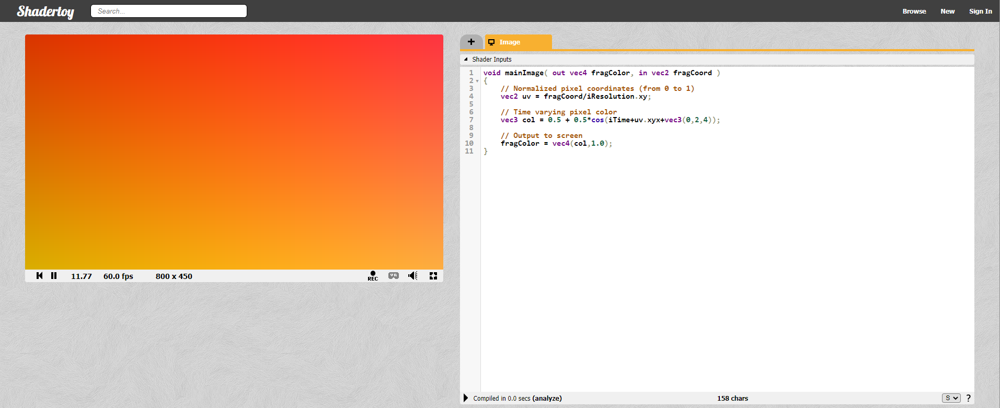 Shadertoy
Search...
Browse New Sign In
+ Image
Shader Inputs
1 void mainImage( out vec4 fragColor, in vec2 fragCoord )
2 {
3     // Normalized pixel coordinates (from 0 to 1)
4     vec2 uv = fragCoord/iResolution.xy;
5
6     // Time varying pixel color
7     vec3 col = 0.5 + 0.5*cos(iTime+uv.xyx+vec3(0,2,4));
8
9     // Output to screen
10     fragColor = vec4(col,1.0);
11 }
11.77 60.0 fps 800 x 450 REC VR
Compiled in 0.0 secs (analyze) 158 chars S ?